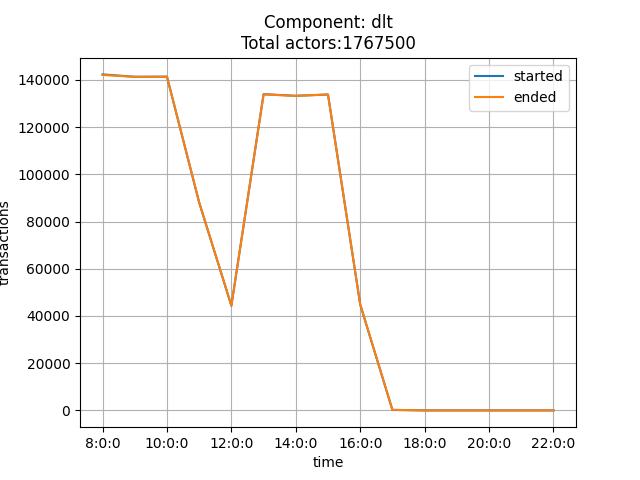 Component: dlt
Total actors:1767500
started
ended
140000
120000
100000
80000
60000
40000
20000
0
transactions
8:0:0 10:0:0 12:0:0 14:0:0 16:0:0 18:0:0 20:0:0 22:0:0
time